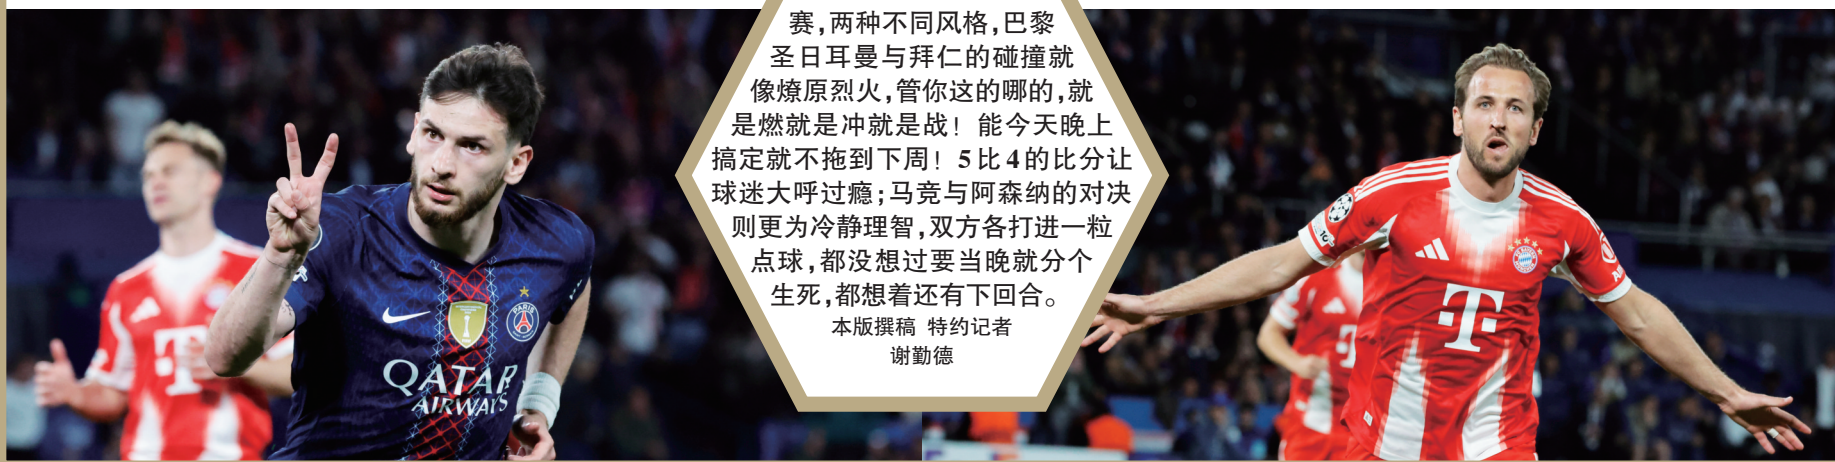 赛,两种不同风格,巴黎
圣日耳曼与拜仁的碰撞就
像燎原烈火,管你这的哪的,就
是燃就是冲就是战! 能今天晚上
搞定就不拖到下周! 5比4的比分让
球迷大呼过瘾;马竞与阿森纳的对决
则更为冷静理智,双方各打进一粒
点球,都没想过要当晚就分个
生死,都想着还有下回合。
本版撰稿 特约记者
谢勤德
PARIS
QATAR
AIRWAYS
T
T